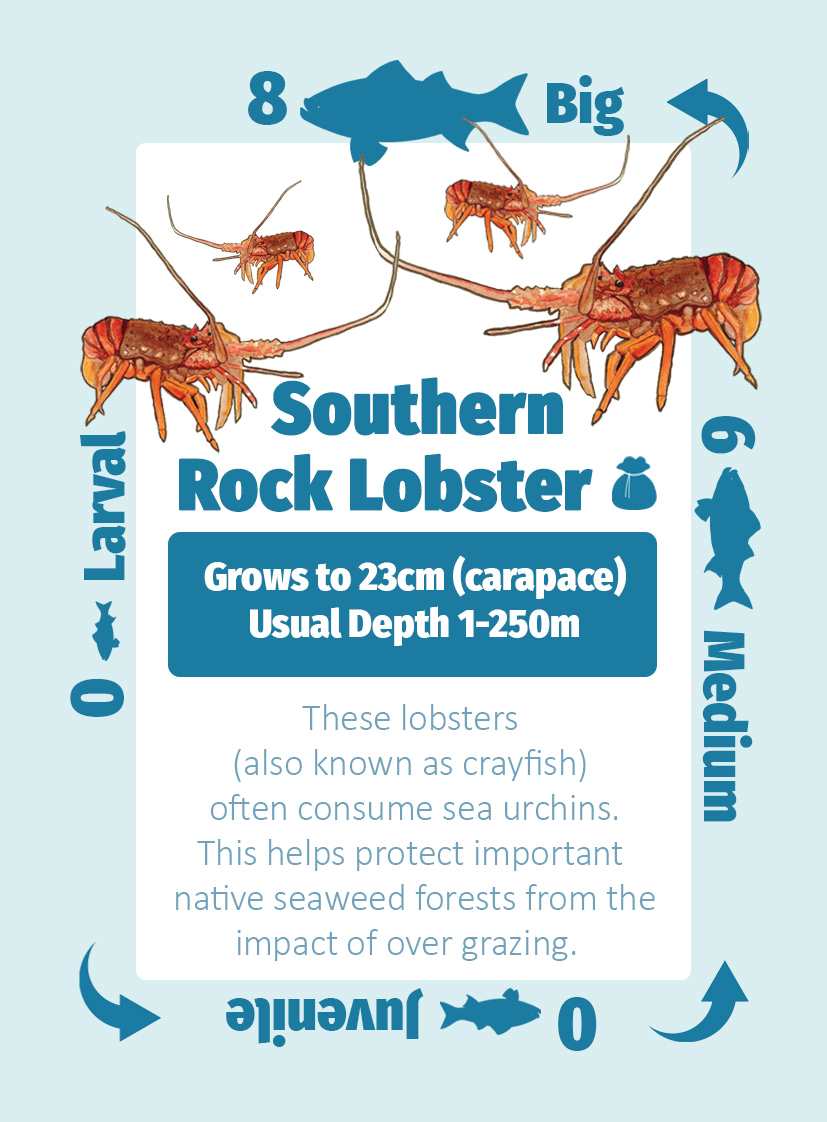 8 Big
Southern
Rock Lobster
Grows to 23cm (carapace)
Usual Depth 1-250m
These lobsters
(also known as crayfish)
often consume sea urchins.
This helps protect important
native seaweed forests from the
impact of over grazing.
6 Medium
0 Juvenile
0 Larval